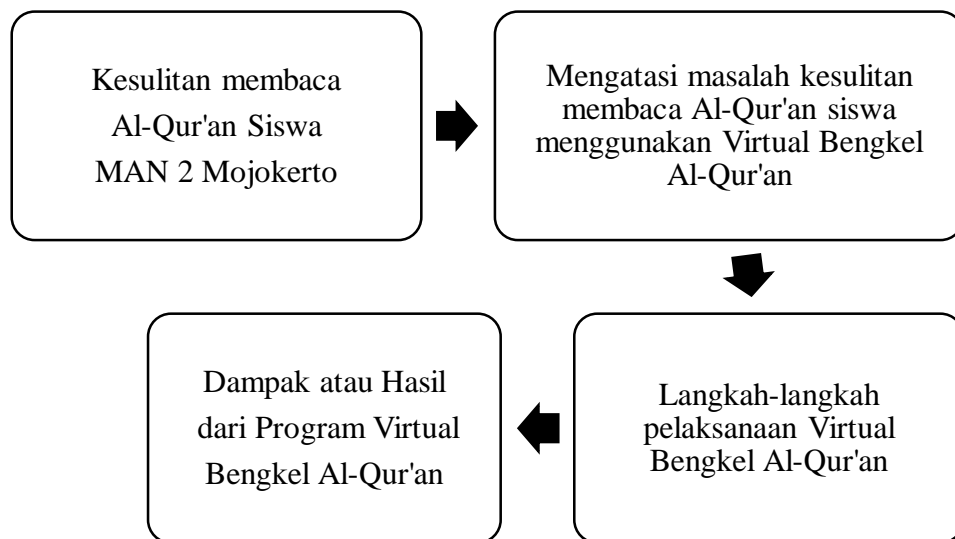 Kesulitan membaca
Al-Qur'an Siswa
MAN 2 Mojokerto
Mengatasi masalah kesulitan
membaca Al-Qur'an siswa
menggunakan Virtual Bengkel
Al-Qur'an
Langkah-langkah
pelaksanaan Virtual
Bengkel Al-Qur'an
Dampak atau Hasil
dari Program Virtual
Bengkel Al-Qur'an